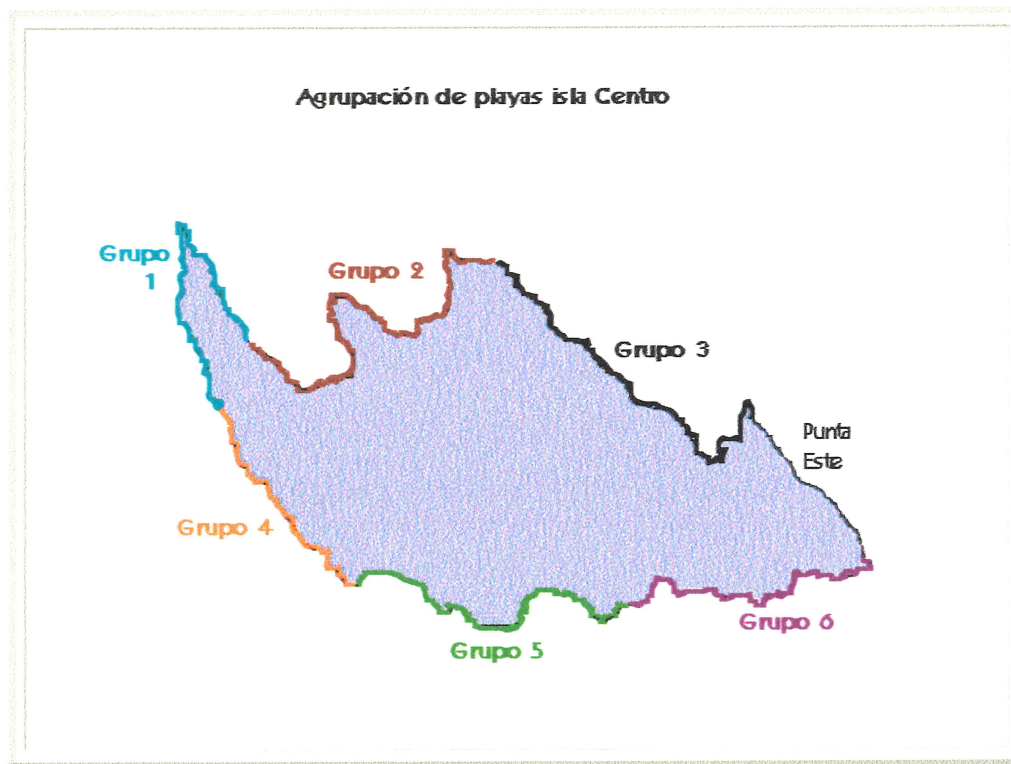 Agrupación de playas isla Centro
Grupo
1
Grupo 2
Grupo 3
Punta
Este
Grupo 4
Grupo 5
Grupo 6